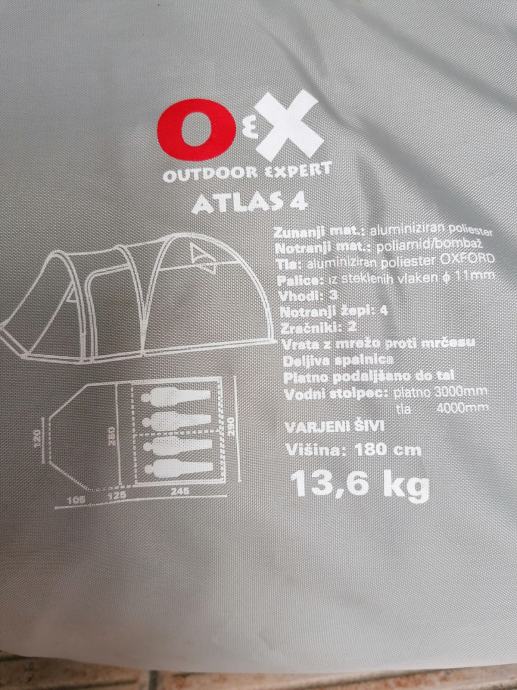 OEX
OUTDOOR EXPERT
ATLAS 4
Zunanji mat.: aluminiziran poliester
Notranji mat.: poliamid/bombaž
Tla: aluminiziran poliester OXFORD
Palice: iz steklenih vlaken ɸ 11mm
Vhodi: 3
Notranji žepi: 4
Zračniki: 2
Vrata z mrežo proti mrčesu
Deljiva spalnica
Platno podaljšano do tal
Vodni stolpec: platno 3000mm
tla 4000mm
VARJENI ŠIVI
Višina: 180 cm
13,6 kg
120
280
290
105
125
245